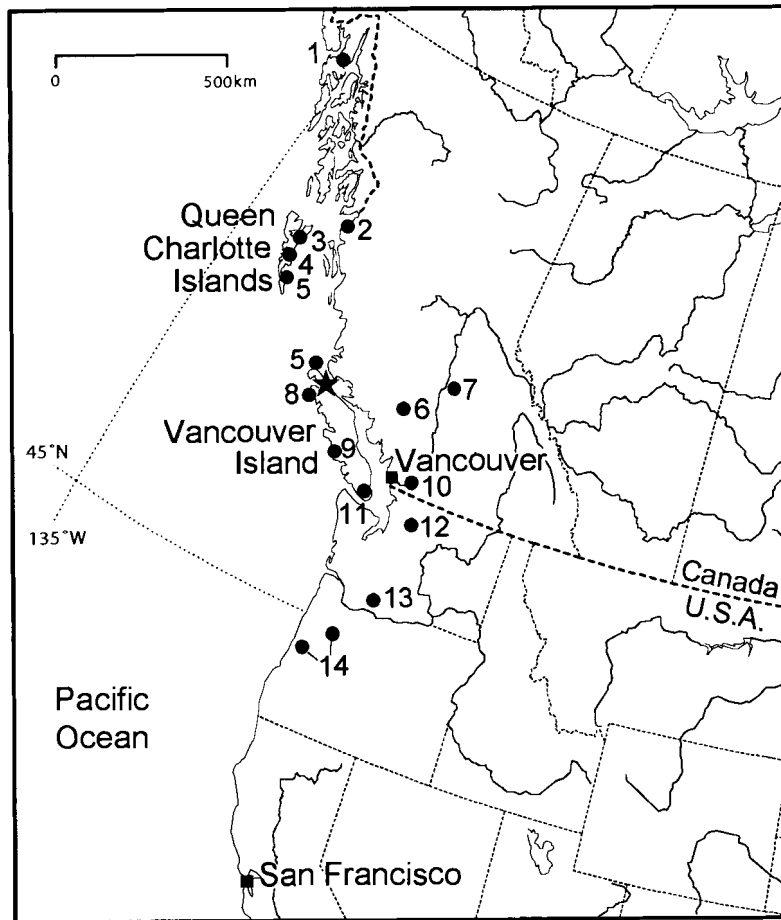 1
0
500km
Queen
Charlotte
Islands
2
3
4
5
5
8
7
6
Vancouver
Island
9
Vancouver
10
45°N
11
135°W
12
Canada
U.S.A.
13
14
Pacific
Ocean
San Francisco